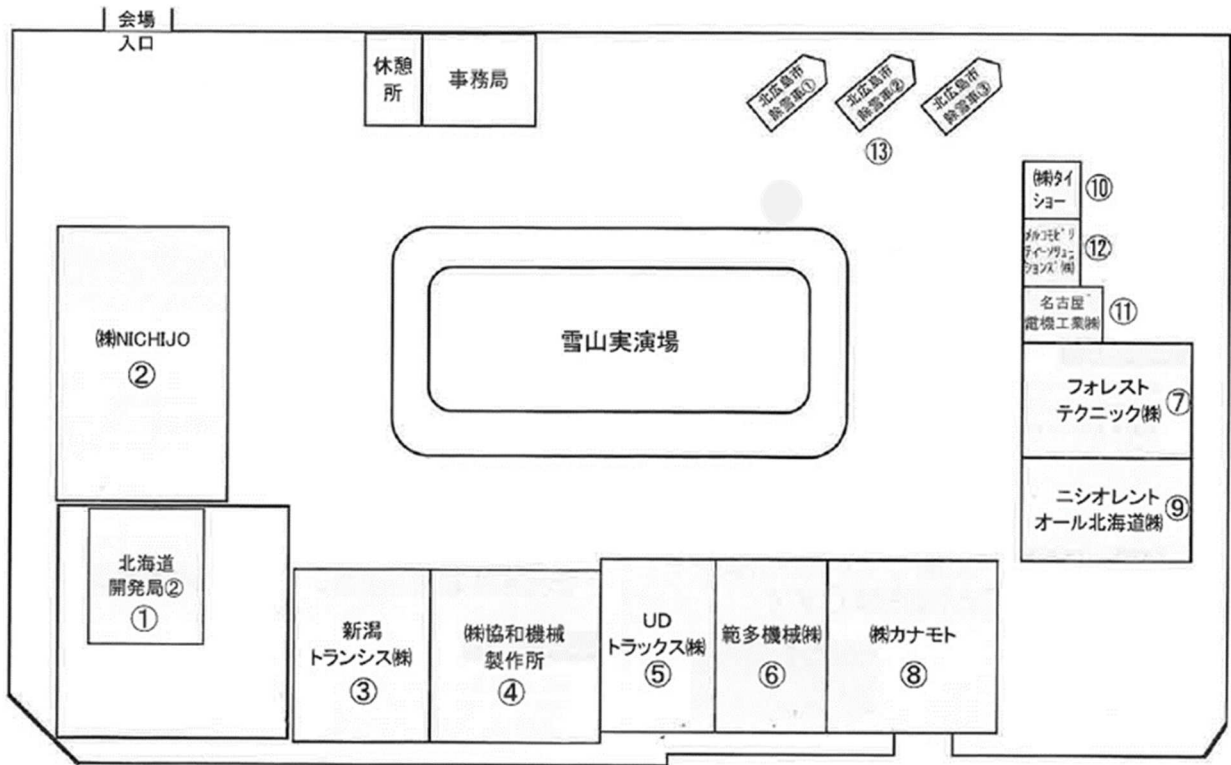 会場
入口
休憩
所
事務局
北広島市
除雪車①
北広島市
除雪車②
北広島市
除雪車③
⑬
㈱タイ
ショー
⑩
メルコモビリ
ティーソリュー
ションズ㈱
⑫
名古屋
電機工業㈱
⑪
㈱NICHIJO
②
雪山実演場
フォレスト
テクニック㈱
⑦
ニシオレント
オール北海道㈱
⑨
北海道
開発局②
①
新潟
トランシス㈱
③
㈱協和機械
製作所
④
UD
トラックス㈱
⑤
範多機械㈱
⑥
㈱カナモト
⑧